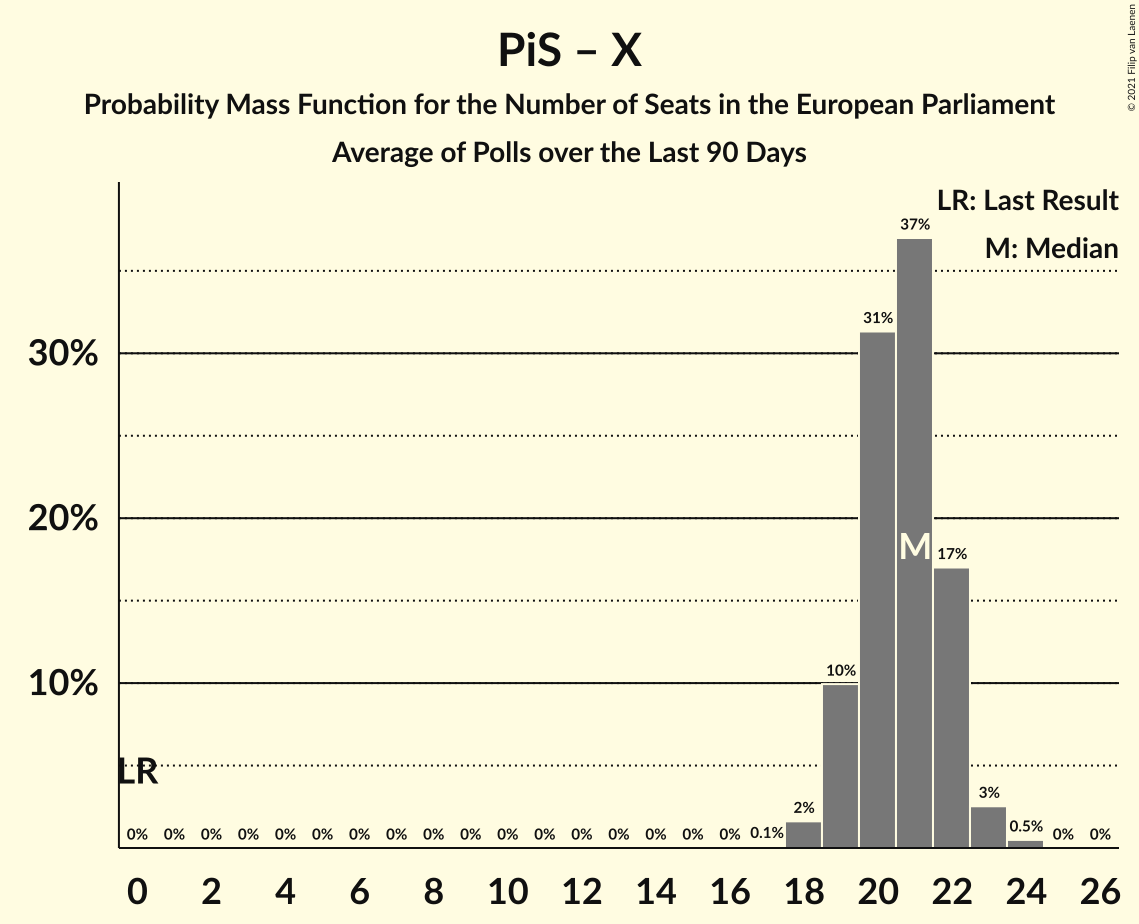 PiS – X
Probability Mass Function for the Number of Seats in the European Parliament
Average of Polls over the Last 90 Days
© 2021 Filip van Laenen
LR: Last Result
M: Median
37%
31%
30%
20%
M
17%
10%
10%
LR
3%
2%
0% 0% 0% 0% 0% 0% 0% 0% 0% 0% 0% 0% 0% 0% 0% 0% 0% 0.1% 0.5% 0% 0%
0 2 4 6 8 10 12 14 16 18 20 22 24 26